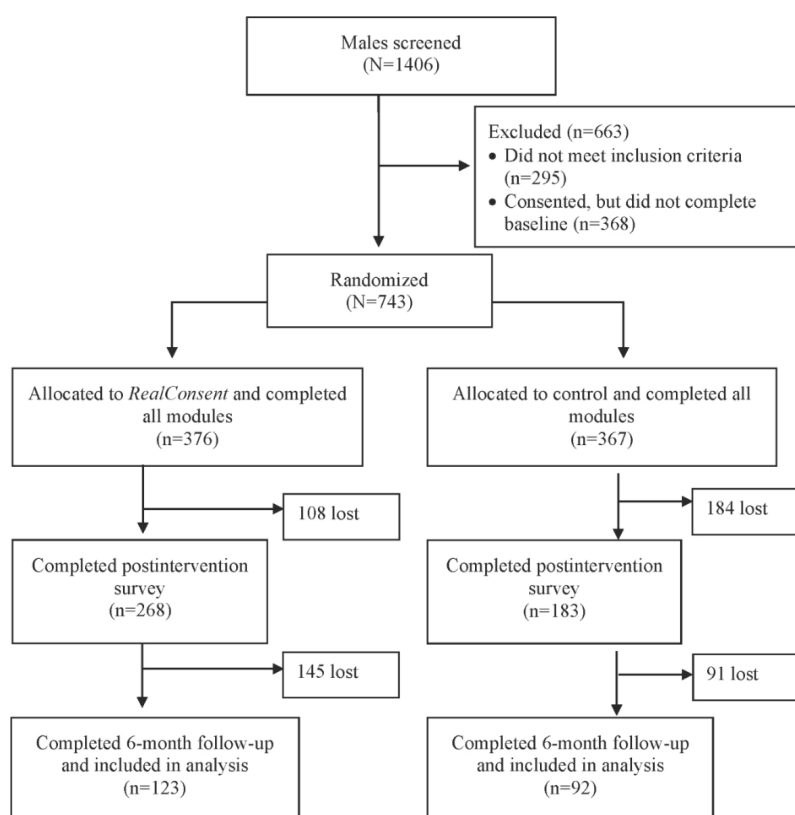 Males screened
(N=1406)
Excluded (n=663)
• Did not meet inclusion criteria
(n=295)
• Consented, but did not complete
baseline (n=368)
Randomized
(N=743)
Allocated to RealConsent and completed
all modules
(n=376)
Allocated to control and completed all
modules
(n=367)
108 lost
184 lost
Completed postintervention
survey
(n=268)
Completed postintervention
survey
(n=183)
145 lost
91 lost
Completed 6-month follow-up
and included in analysis
(n=123)
Completed 6-month follow-up
and included in analysis
(n=92)